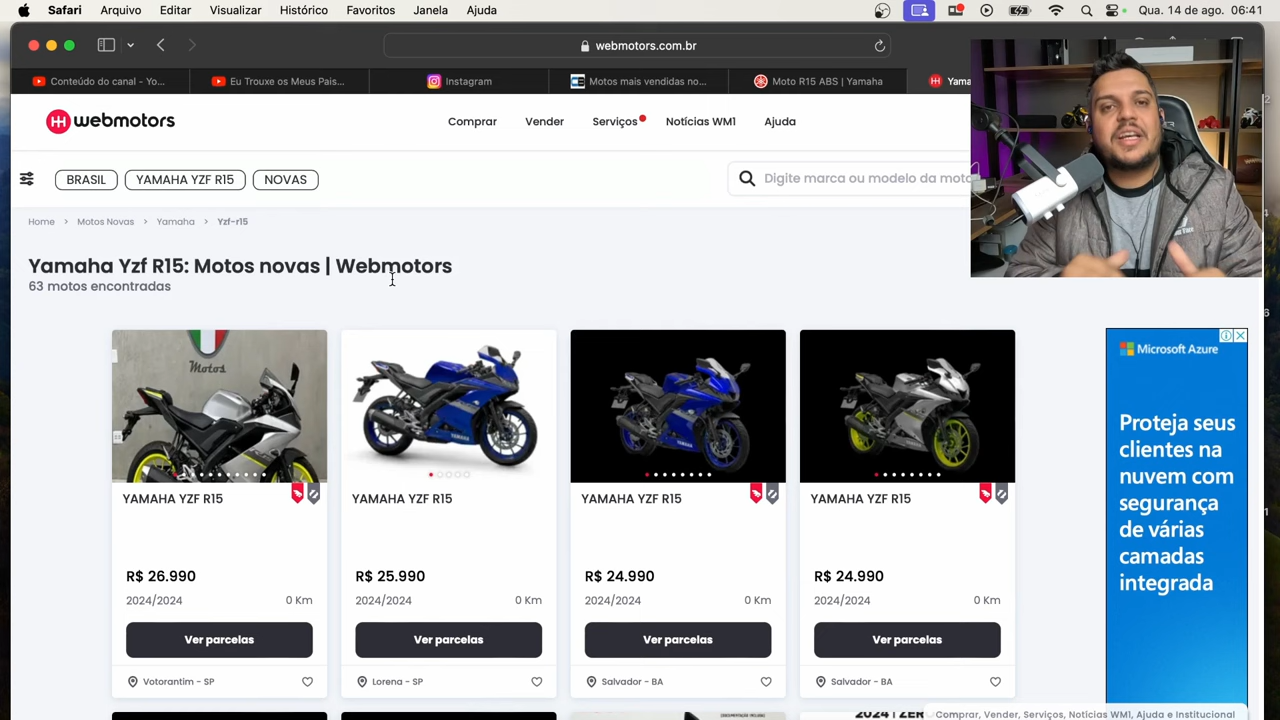 Safari Arquivo Editar Visualizar Histórico Favoritos Janela Ajuda
Qua. 14 de ago. 06:41
webmotors.com.br
Conteúdo do canal - Yo...
Eu Trouxe os Meus Pais...
Instagram
Motos mais vendidas no...
Moto R15 ABS | Yamaha
Yama
webmotors
Comprar Vender Serviços Notícias WM1 Ajuda
BRASIL YAMAHA YZF R15 NOVAS
Digite marca ou modelo da moto
Home > Motos Novas > Yamaha > Yzf-r15
Yamaha Yzf R15: Motos novas | Webmotors
63 motos encontradas
Motos
YAMAHA YZF R15
R$ 26.990
2024/2024 0 Km
Ver parcelas
Votorantim - SP
YAMAHA YZF R15
R$ 25.990
2024/2024 0 Km
Ver parcelas
Lorena - SP
YAMAHA YZF R15
R$ 24.990
2024/2024 0 Km
Ver parcelas
Salvador - BA
YAMAHA YZF R15
R$ 24.990
2024/2024 0 Km
Ver parcelas
Salvador - BA
Microsoft Azure
Proteja seus
clientes na
nuvem com
segurança
de várias
camadas
integrada
Comprar, Vender, Serviços, Notícias WM1, Ajuda e Institucional